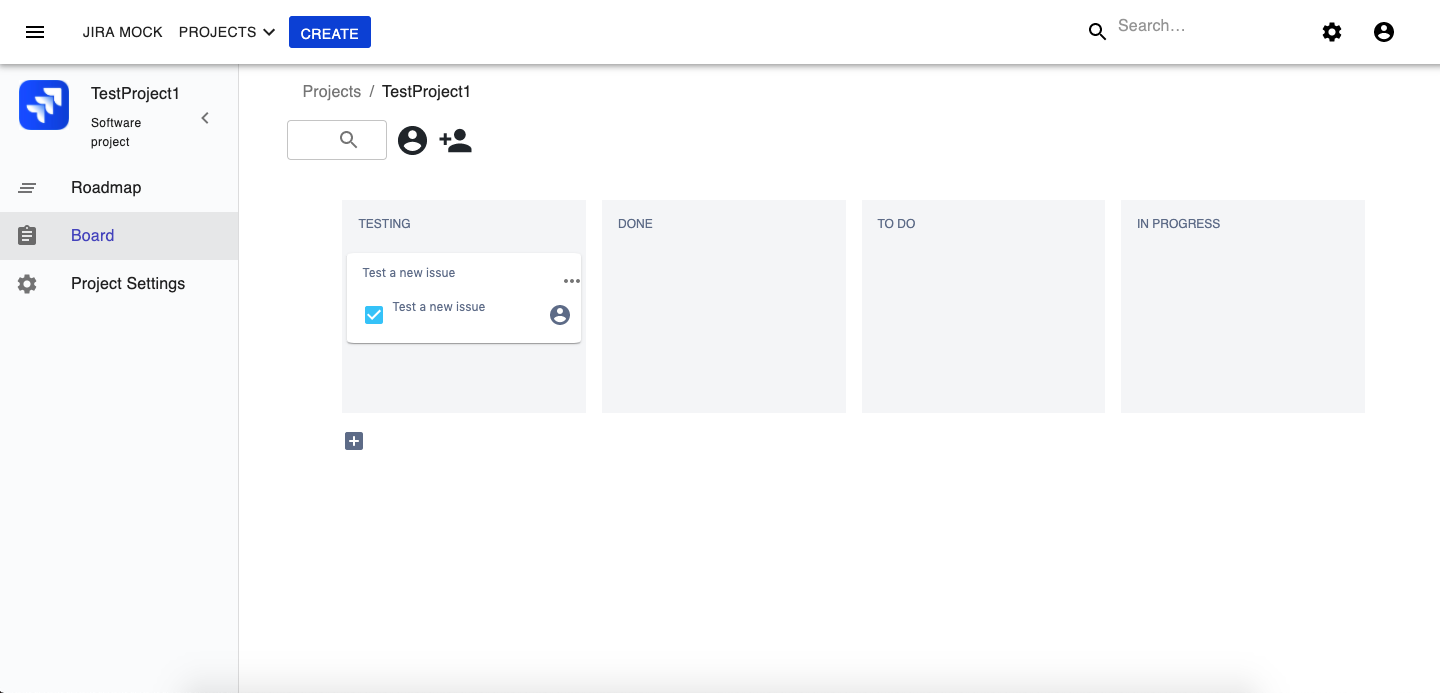 JIRA MOCK PROJECTS CREATE Search...
TestProject1
Software
project
Roadmap
Board
Project Settings
Projects / TestProject1
TESTING
Test a new issue
Test a new issue
DONE
TO DO
IN PROGRESS